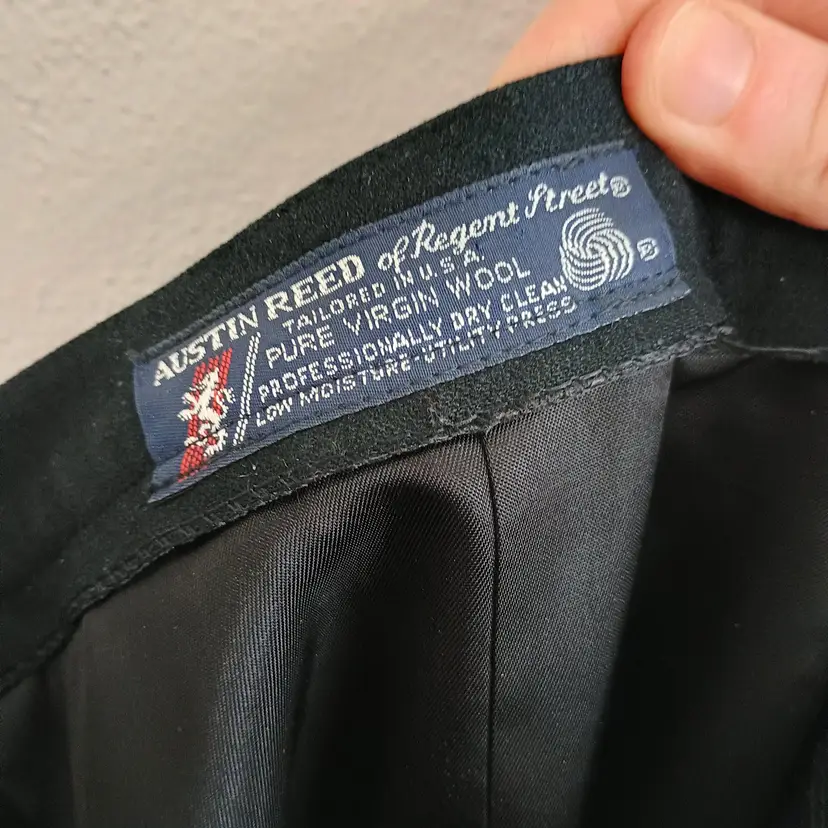 AUSTIN REED of Regent Street®
TAILORED IN U.S.A.
PURE VIRGIN WOOL ®
PROFESSIONALLY DRY CLEAN
LOW MOISTURE-UTILITY PRESS